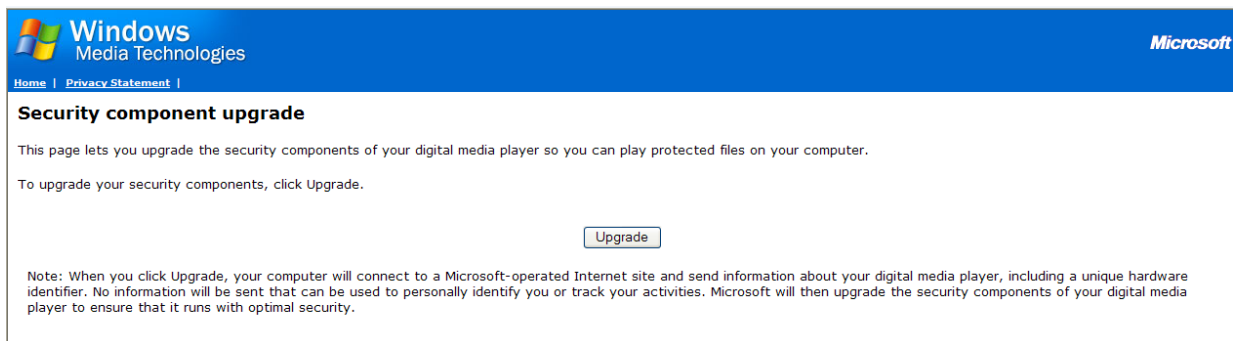 Windows
Media Technologies
Microsoft
Home | Privacy Statement |
Security component upgrade
This page lets you upgrade the security components of your digital media player so you can play protected files on your computer.
To upgrade your security components, click Upgrade.
Upgrade
Note: When you click Upgrade, your computer will connect to a Microsoft-operated Internet site and send information about your digital media player, including a unique hardware
identifier. No information will be sent that can be used to personally identify you or track your activities. Microsoft will then upgrade the security components of your digital media
player to ensure that it runs with optimal security.